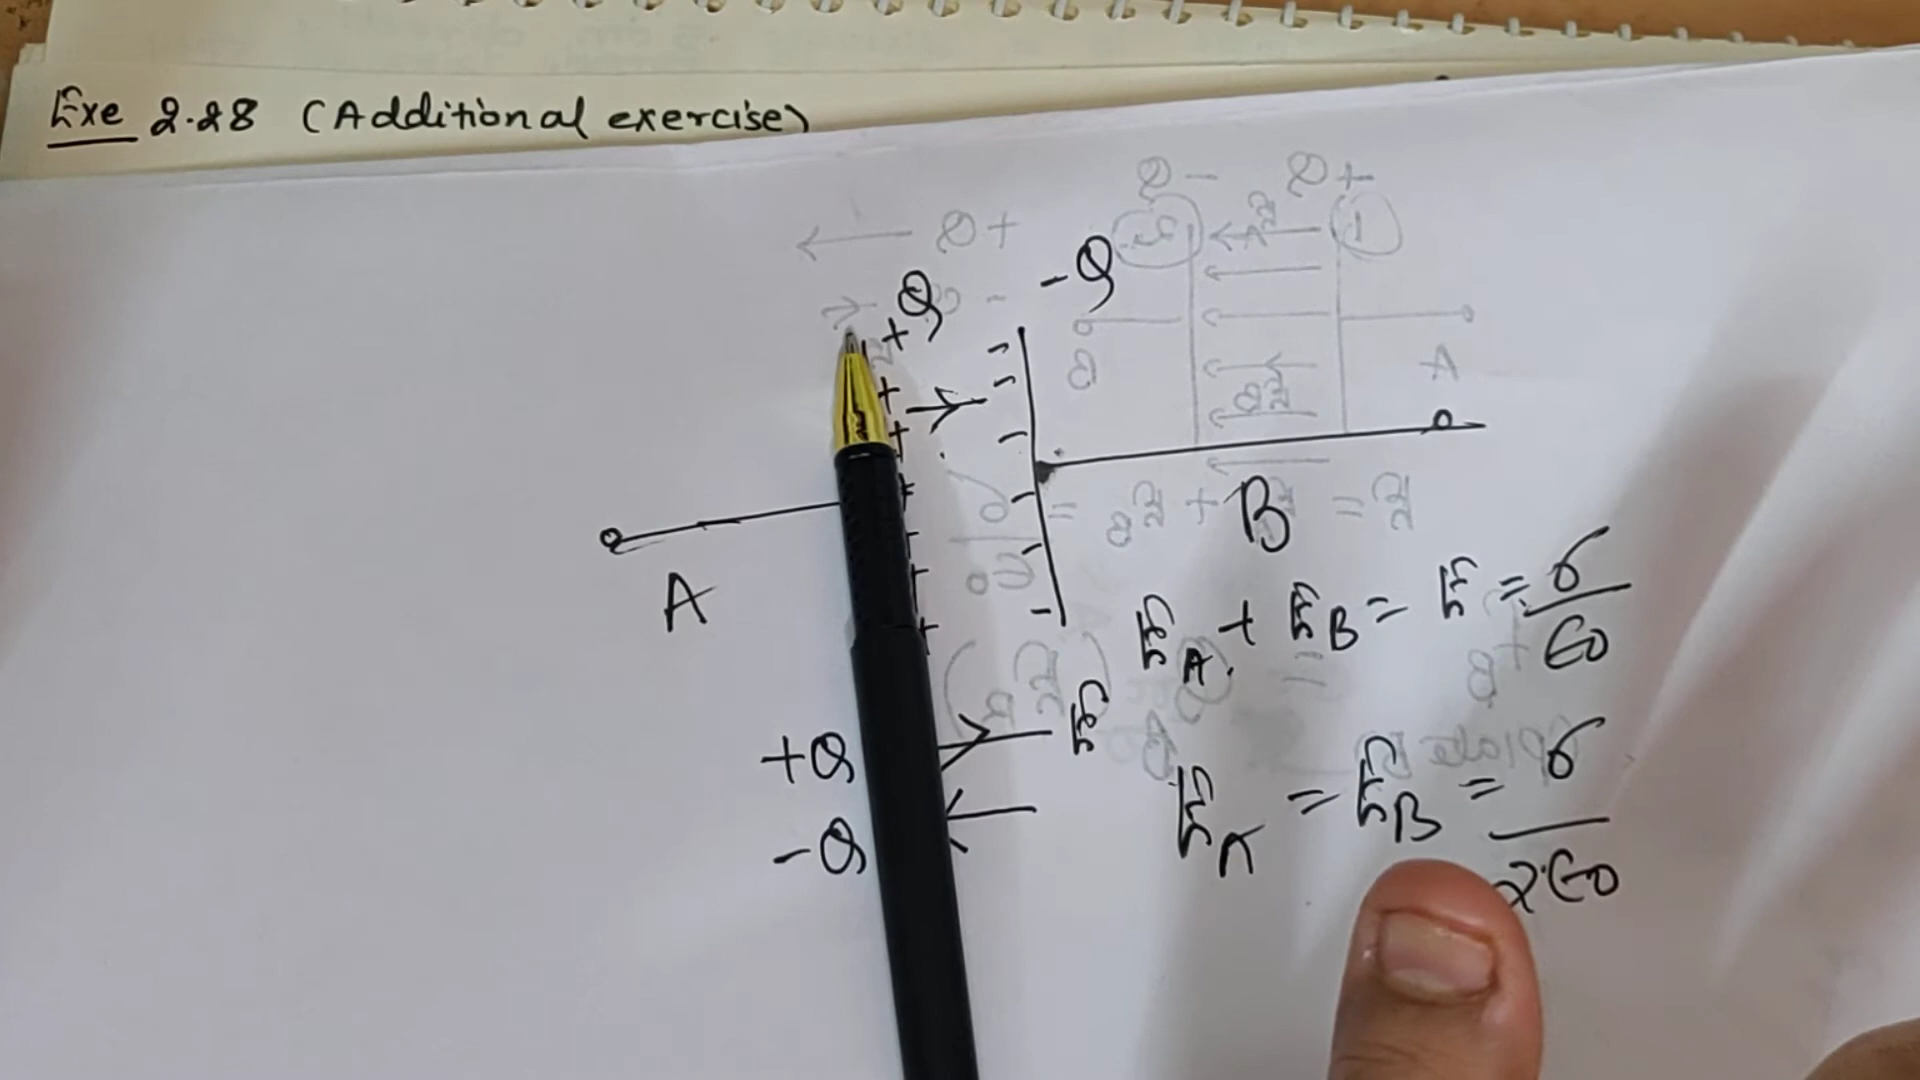 Exe 2.28 (Additional exercise)
+Q -Q
A
B
E_A + E_B = E = σ/ε0
+Q E
-Q
E_A = E_B = σ/2ε0